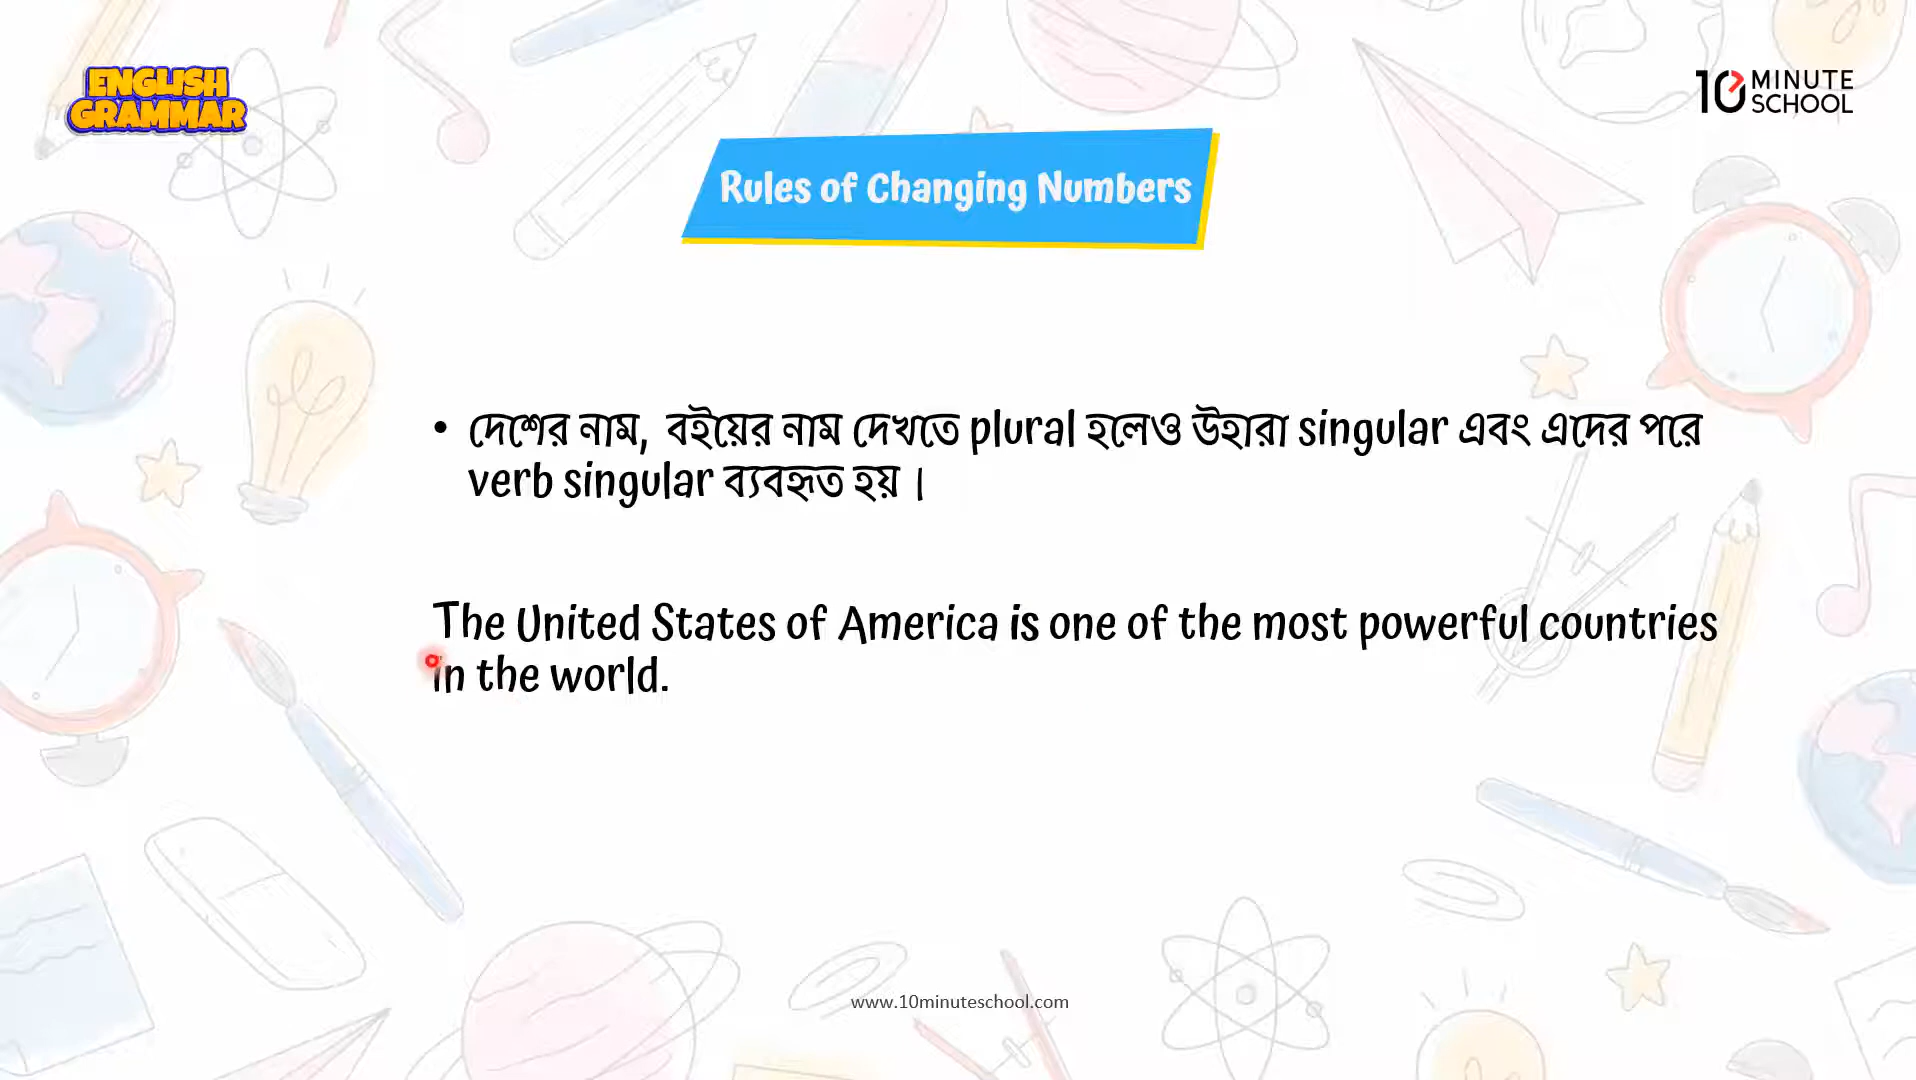 ENGLISH
GRAMMAR
10 MINUTE
SCHOOL
Rules of Changing Numbers
• দেশের নাম, বইয়ের নাম দেখতে plural হলেও উহারা singular এবং এদের পরে
verb singular ব্যবহৃত হয় ।
The United States of America is one of the most powerful countries
in the world.
www.10minuteschool.com